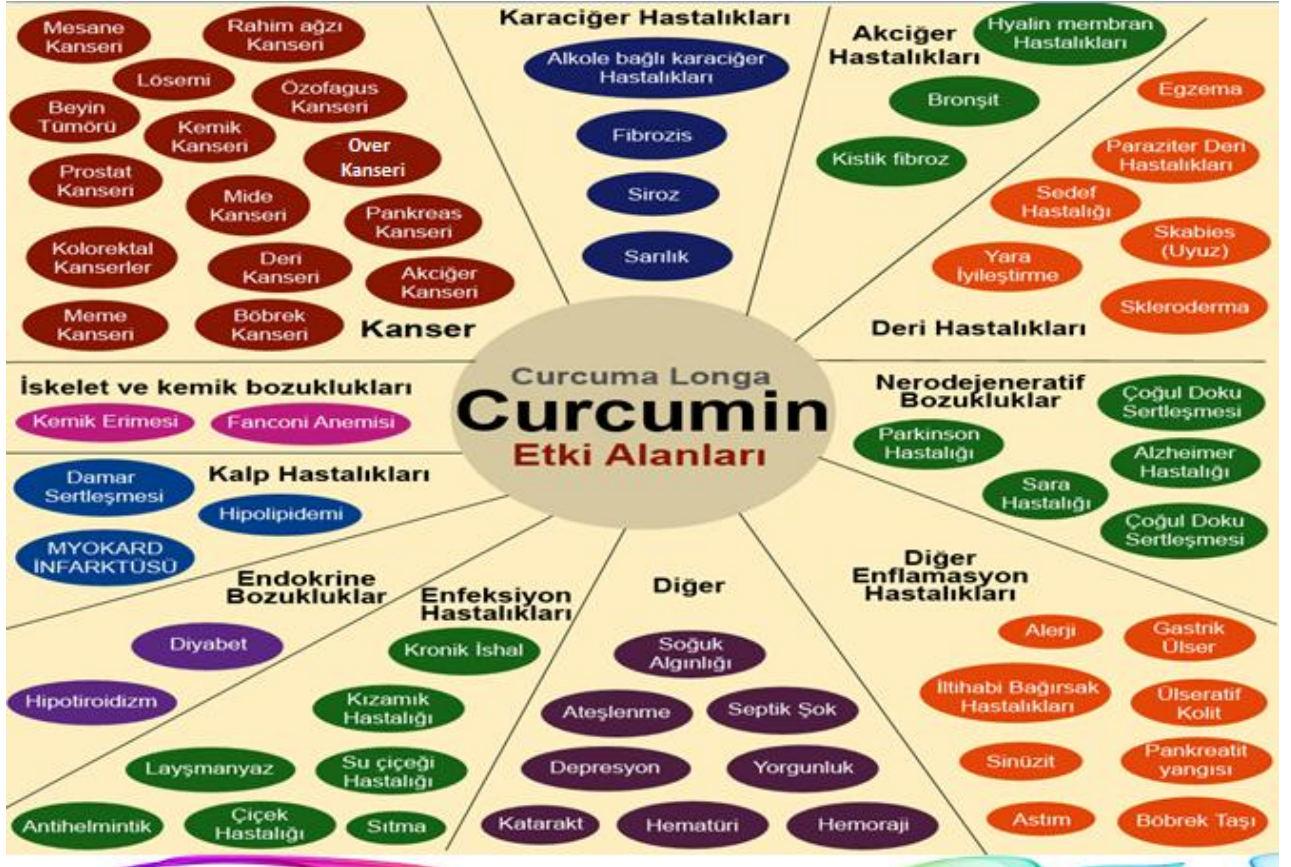 Mesane
Kanseri
Rahim ağzı
Kanseri
Lösemi
Özofagus
Kanseri
Beyin
Tümörü
Kemik
Kanseri
Over
Kanseri
Prostat
Kanseri
Mide
Kanseri
Pankreas
Kanseri
Kolorektal
Kanserler
Deri
Kanseri
Akciğer
Kanseri
Meme
Kanseri
Böbrek
Kanseri
Kanser
Karaciğer Hastalıkları
Alkole bağlı karaciğer
Hastalıkları
Fibrozis
Siroz
Sarılık
Akciğer
Hastalıkları
Hyalin membran
Hastalıkları
Bronşit
Kistik fibroz
Egzema
Paraziter Deri
Hastalıkları
Sedef
Hastalığı
Skabies
(Uyuz)
Yara
İyileştirme
Skleroderma
Deri Hastalıkları
Curcuma Longa
Curcumin
Etki Alanları
İskelet ve kemik bozuklukları
Kemik Erimesi
Fanconi Anemisi
Nerodejeneratif
Bozukluklar
Çoğul Doku
Sertleşmesi
Parkinson
Hastalığı
Alzheimer
Hastalığı
Sara
Hastalığı
Çoğul Doku
Sertleşmesi
Kalp Hastalıkları
Damar
Sertleşmesi
Hipolipidemi
MYOKARD
İNFARKTÜSÜ
Endokrine
Bozukluklar
Diyabet
Hipotiroidizm
Enfeksiyon
Hastalıkları
Kronik İshal
Kızamık
Hastalığı
Layşmanyaz
Su çiçeği
Hastalığı
Antihelmintik
Çiçek
Hastalığı
Sıtma
Diğer
Soğuk
Algınlığı
Ateşlenme
Septik Şok
Depresyon
Yorgunluk
Katarakt
Hematüri
Hemoraji
Diğer
Enflamasyon
Hastalıkları
Alerji
Gastrik
Ülser
İltihabi Bağırsak
Hastalıkları
Ülseratif
Kolit
Sinüzit
Pankreatit
yangısı
Astım
Böbrek Taşı